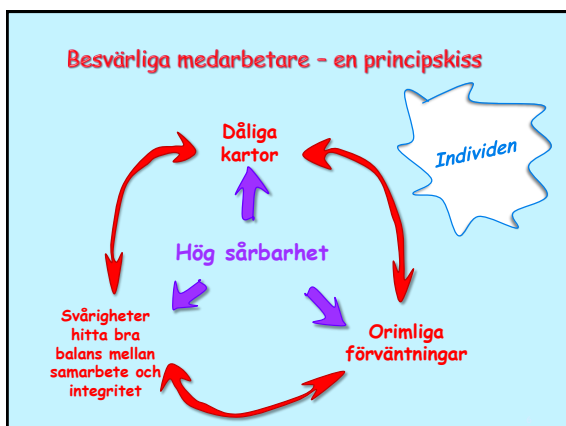 Besvärliga medarbetare – en principskiss
Individen
Dåliga
kartor
Hög sårbarhet
Svårigheter
hitta bra
balans mellan
samarbete och
integritet
Orimliga
förväntningar